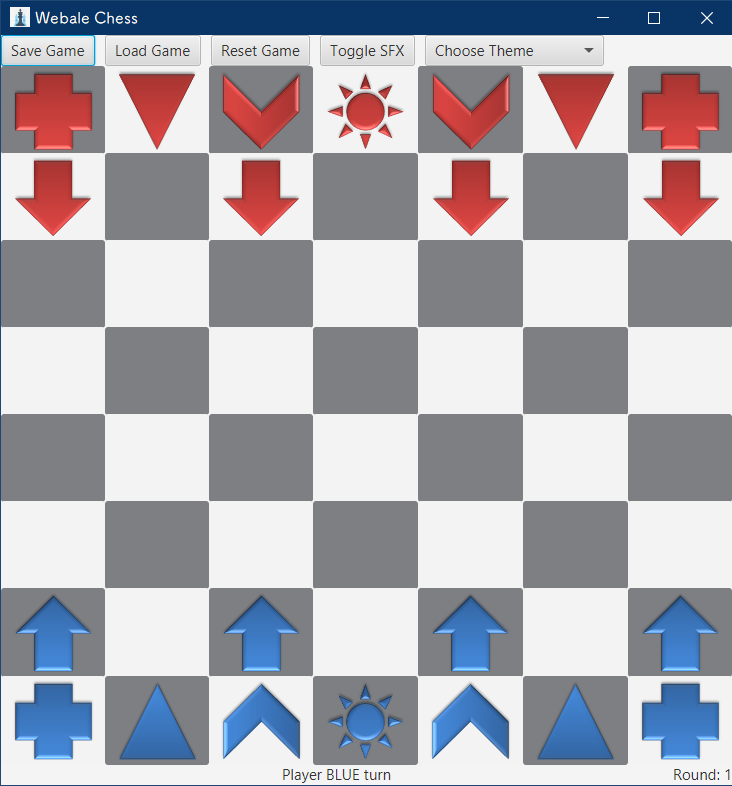 Webale Chess
Save Game Load Game Reset Game Toggle SFX Choose Theme
Player BLUE turn Round: 1